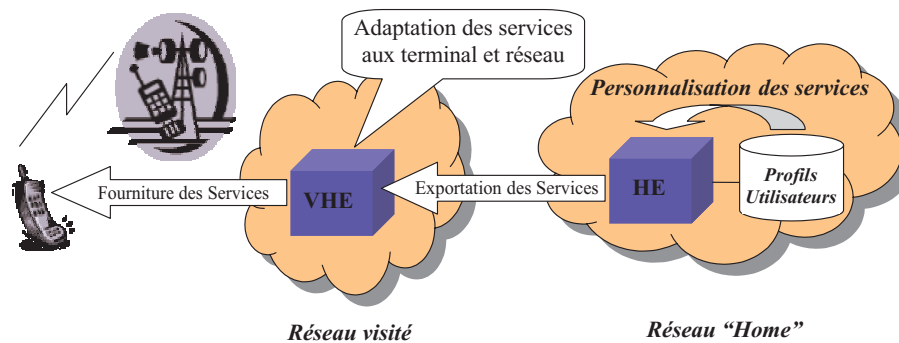 Adaptation des services
aux terminal et réseau
Personnalisation des services
Fourniture des Services
VHE
Exportation des Services
HE
Profils
Utilisateurs
Réseau visité
Réseau “Home”